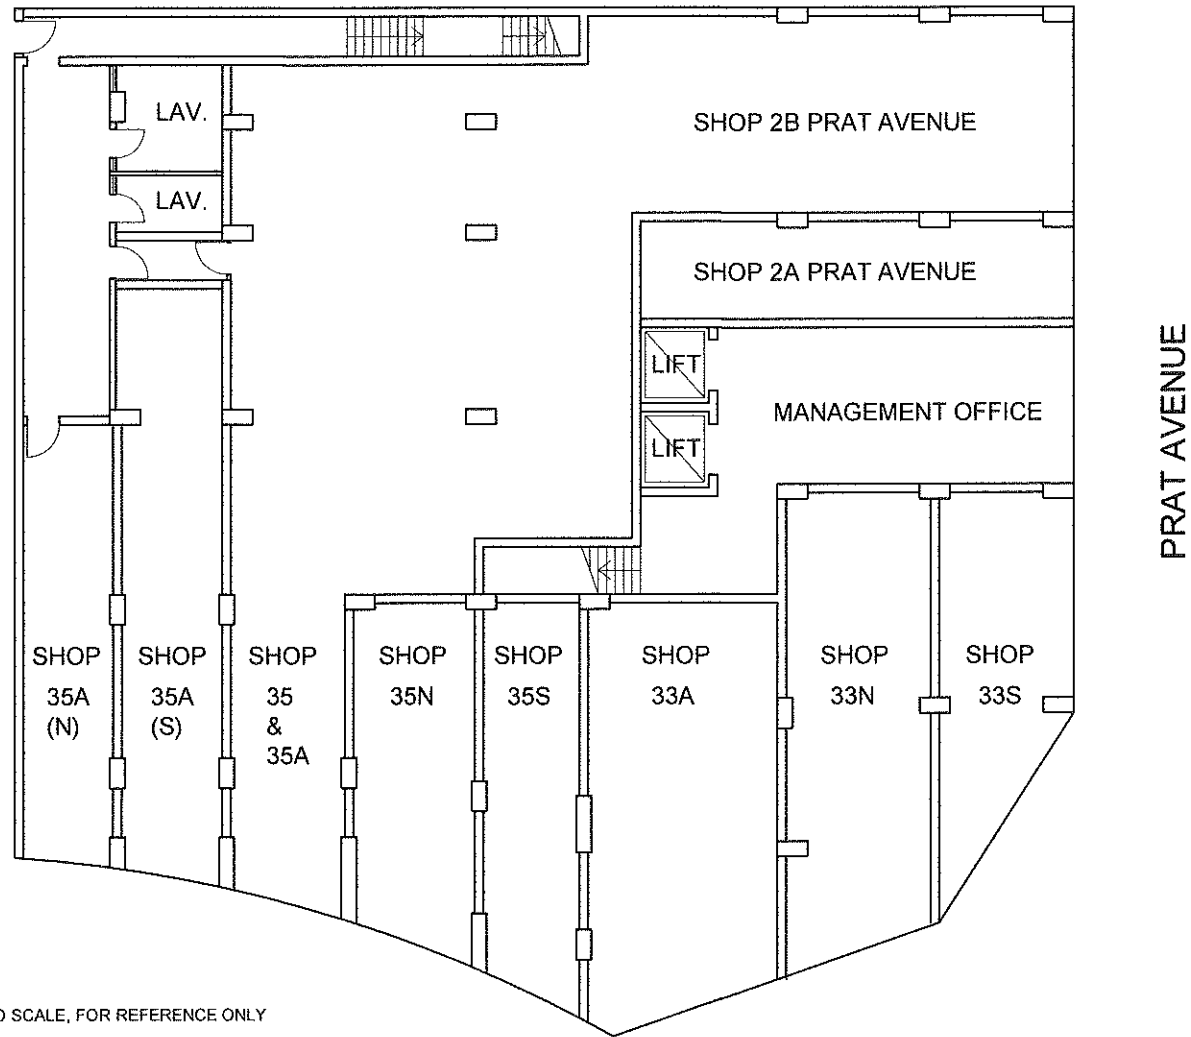 LAV.
SHOP 2B PRAT AVENUE
LAV.
SHOP 2A PRAT AVENUE
LIFT
MANAGEMENT OFFICE
LIFT
PRAT AVENUE
SHOP
35A
(N)
SHOP
35A
(S)
SHOP
35
&
35A
SHOP
35N
SHOP
35S
SHOP
33A
SHOP
33N
SHOP
33S
SCALE, FOR REFERENCE ONLY